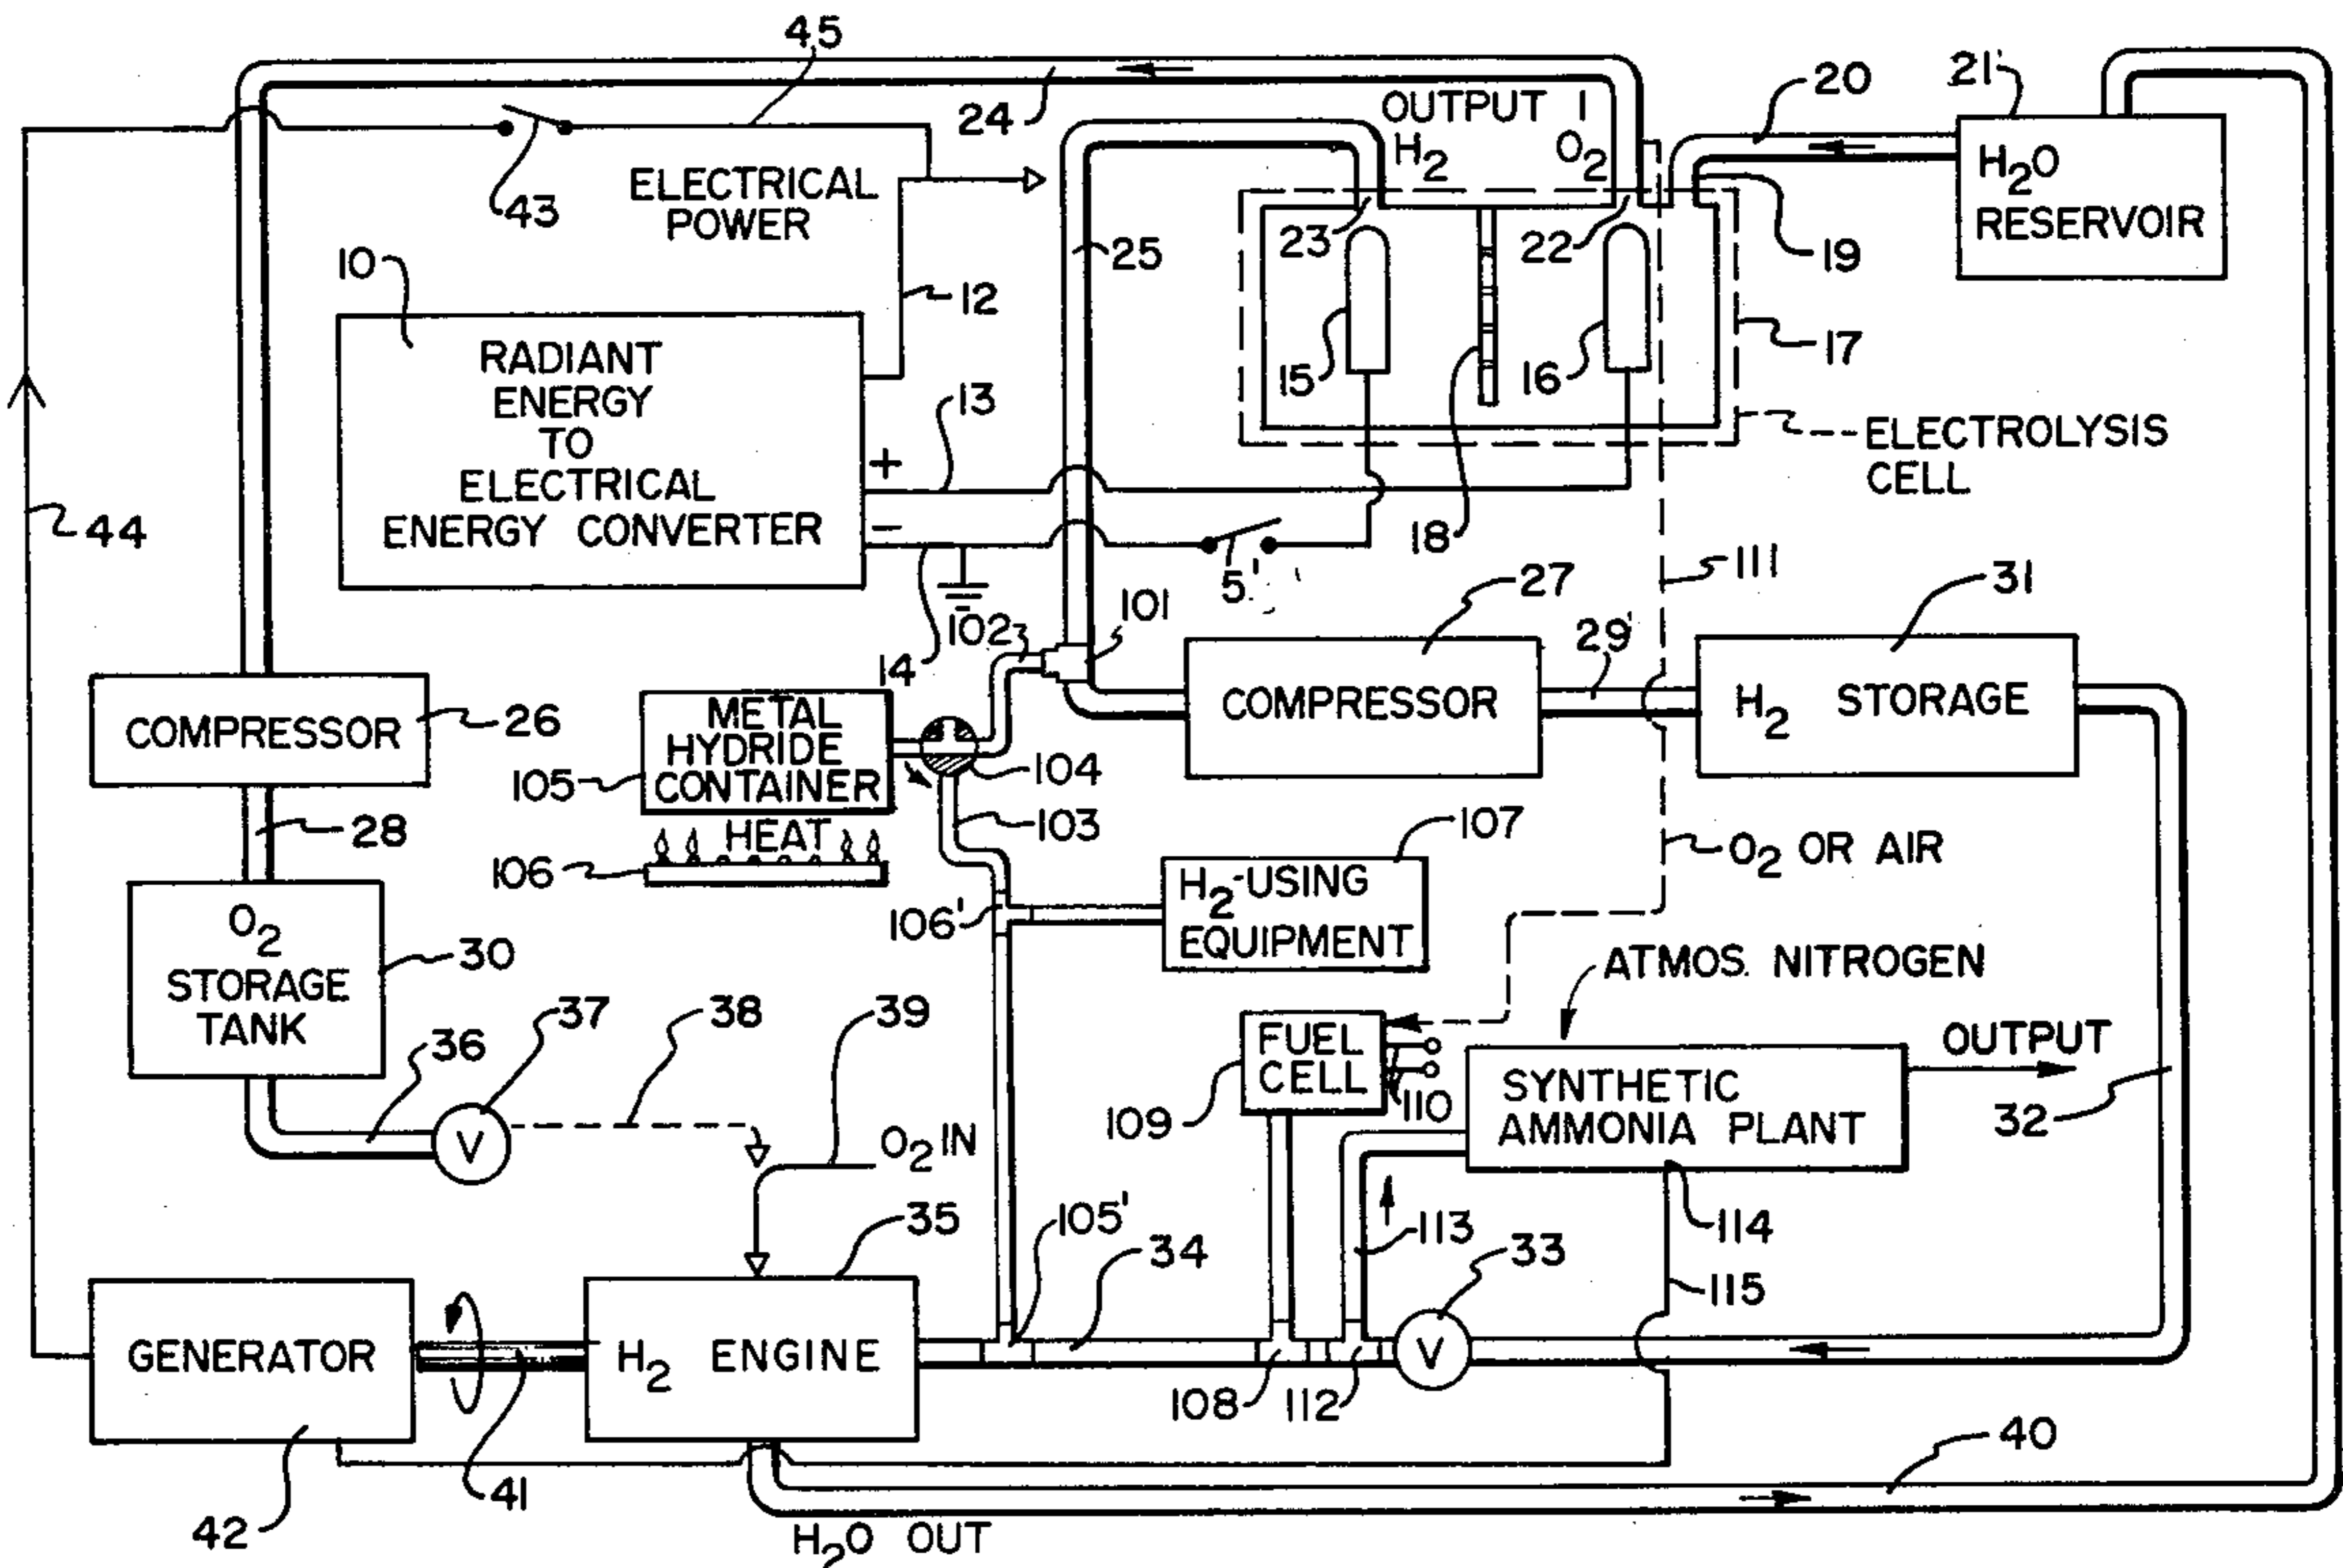 45
24
OUTPUT
1
H2
O2
20
21'
H2O
RESERVOIR
43
ELECTRICAL
POWER
10
12
25
23
22
19
17
RADIANT
ENERGY
TO
ELECTRICAL
ENERGY CONVERTER
+
−
13
15
16
18
ELECTROLYSIS
CELL
44
14
5'
111
102
101
27
29'
31
COMPRESSOR
26
METAL
HYDRIDE
CONTAINER
105
104
COMPRESSOR
H2 STORAGE
28
HEAT
106
103
107
O2 OR AIR
106'
H2-USING
EQUIPMENT
O2
STORAGE
TANK
30
ATMOS. NITROGEN
36
37
38
39
FUEL
CELL
109
110
SYNTHETIC
AMMONIA PLANT
OUTPUT
32
V
O2 IN
35
105'
34
113
33
114
115
GENERATOR
H2 ENGINE
V
41
42
108
112
40
H2O OUT